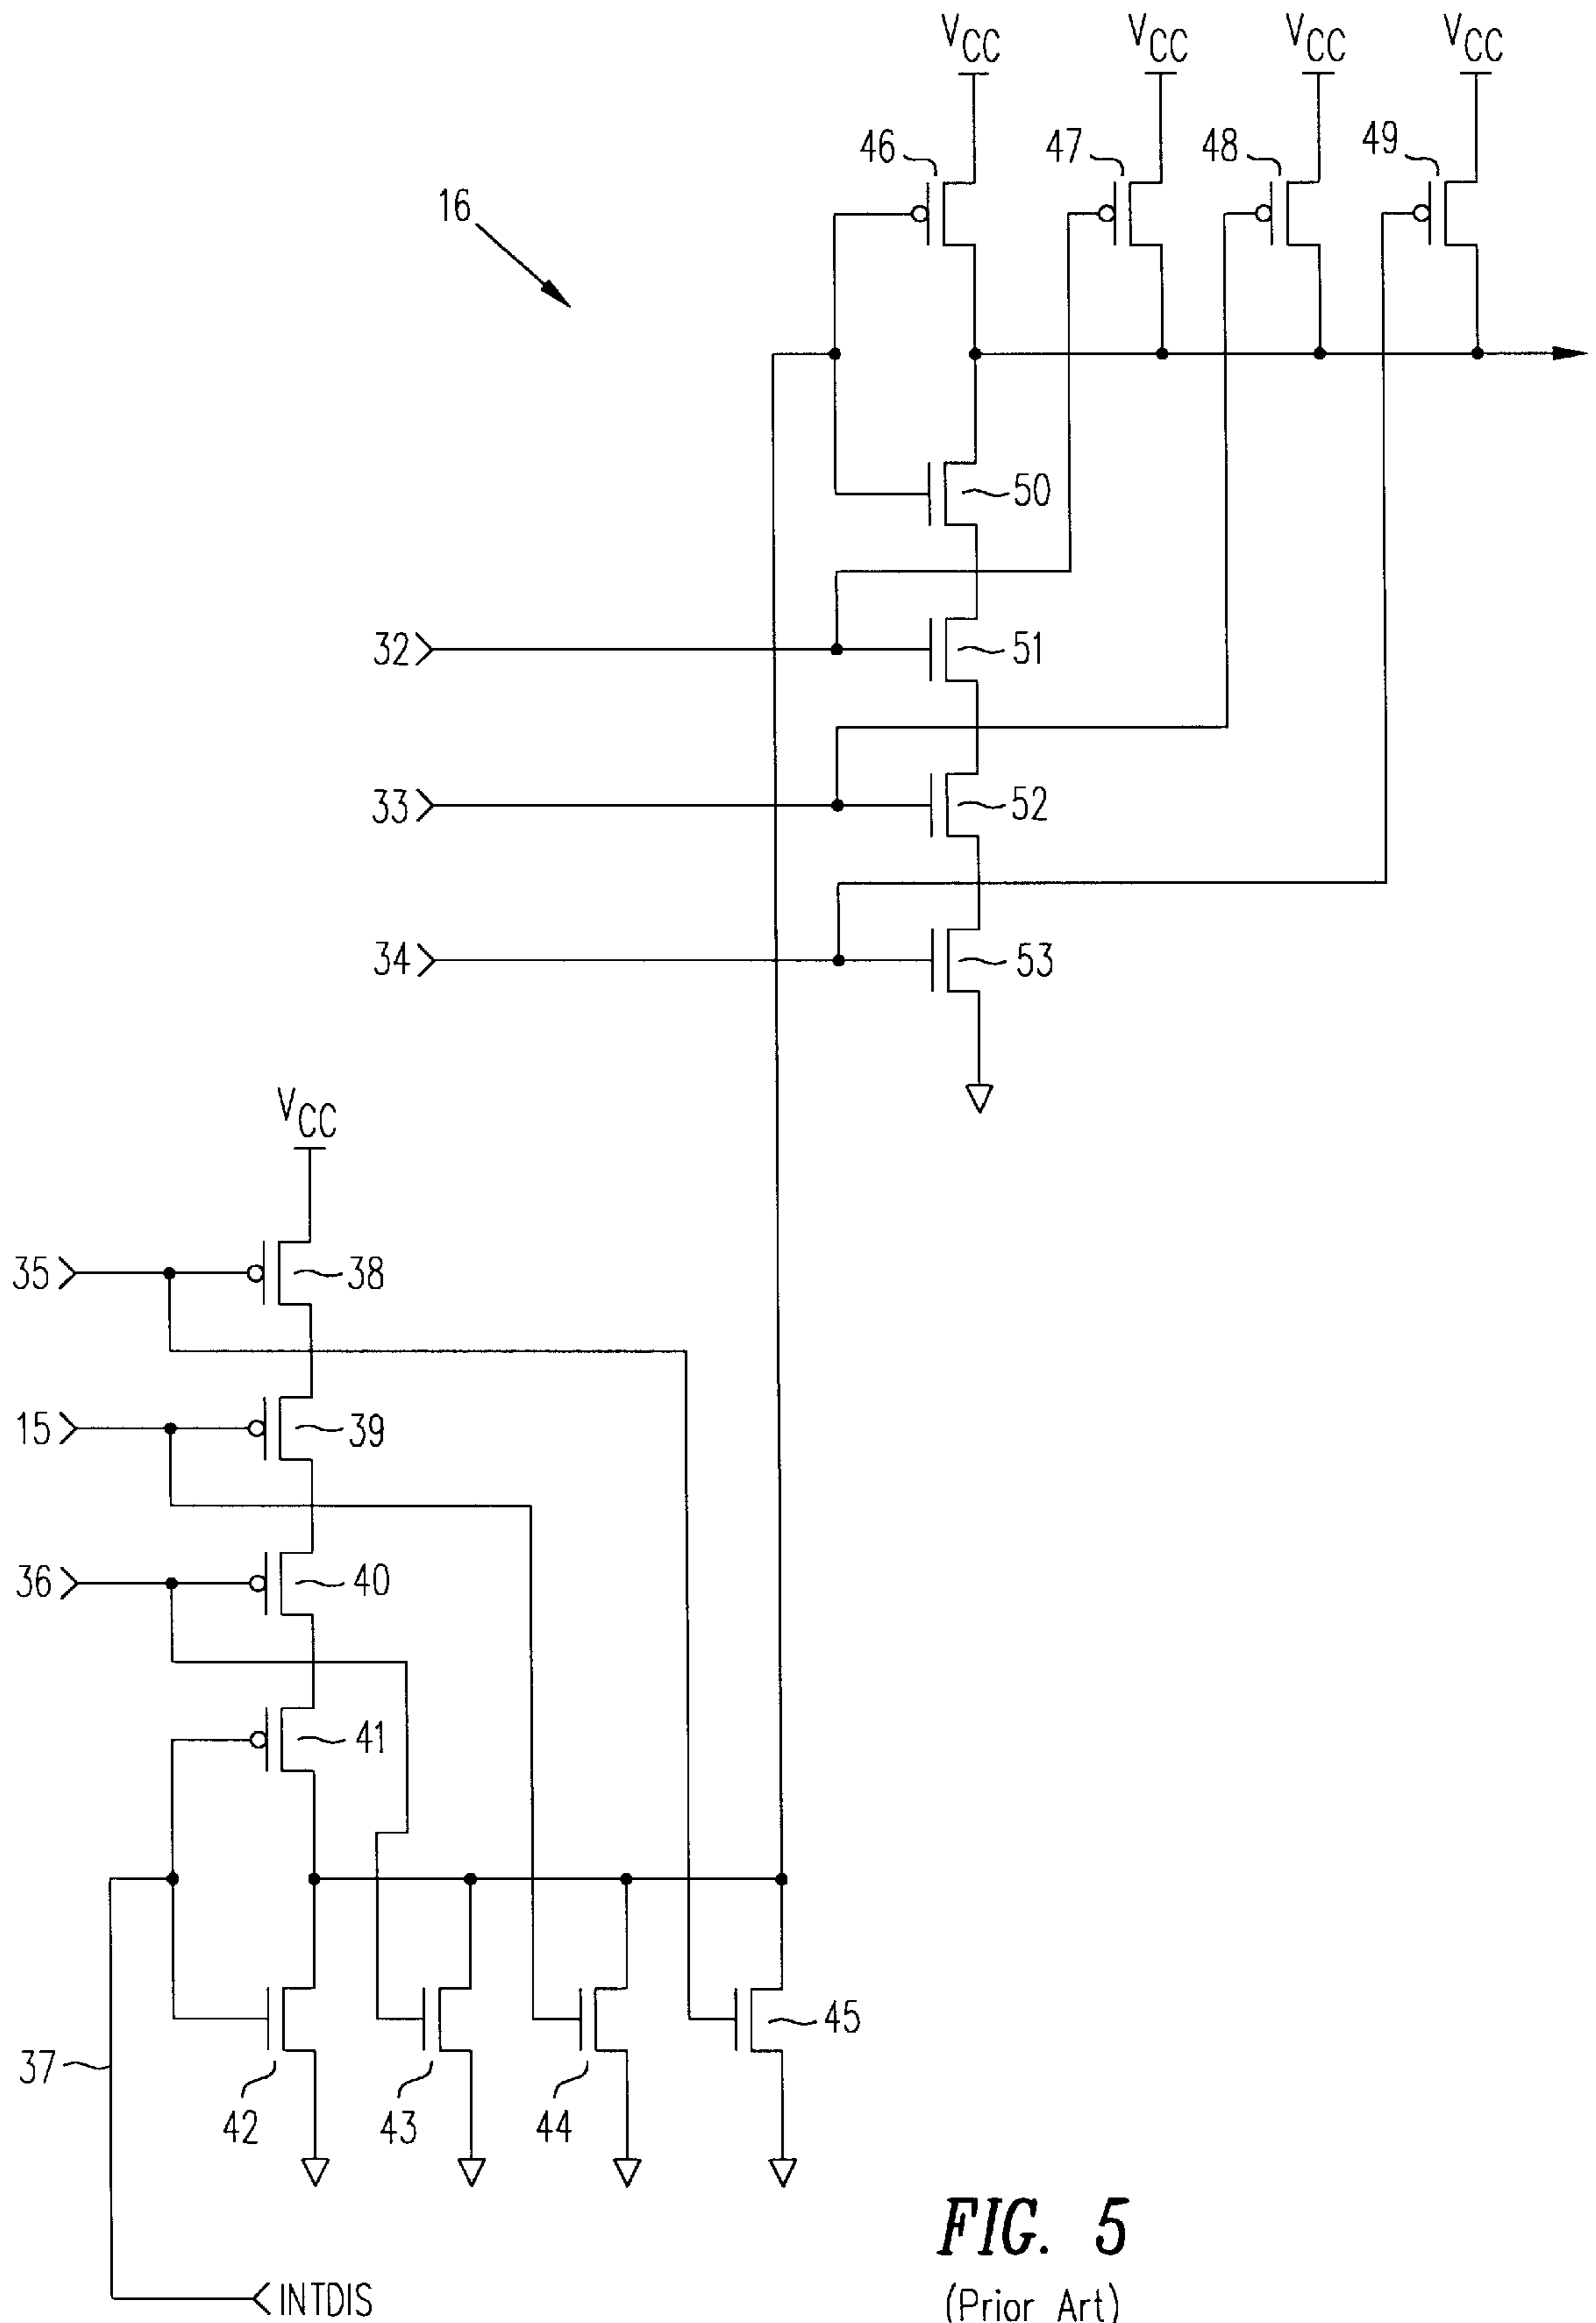 VCC VCC VCC VCC
46 47 48 49
16
50
32 51
33 52
34 53
VCC
35 38
15 39
36 40
41
45
37
42 43 44
FIG. 5
INTDIS (Prior Art)